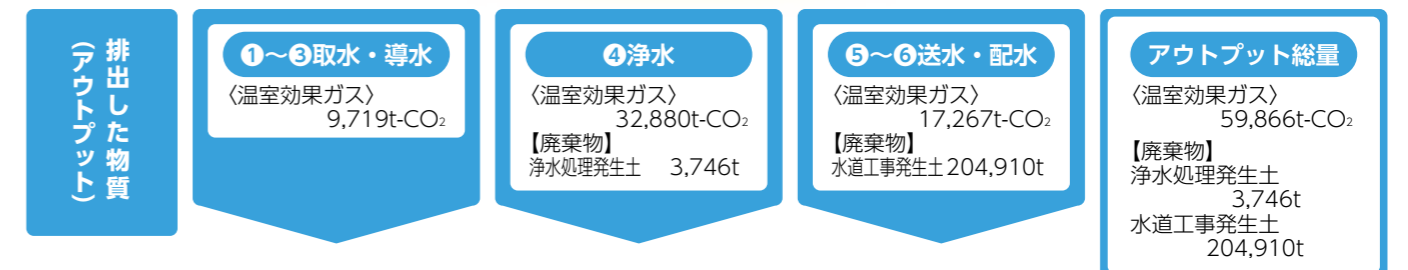 排出した物質
(アウトプット)
❶～❸取水・導水
〈温室効果ガス〉
9,719t-CO₂
❹浄水
〈温室効果ガス〉
32,880t-CO₂
【廃棄物】
浄水処理発生土 3,746t
❺～❻送水・配水
〈温室効果ガス〉
17,267t-CO₂
【廃棄物】
水道工事発生土 204,910t
アウトプット総量
〈温室効果ガス〉
59,866t-CO₂
【廃棄物】
浄水処理発生土
3,746t
水道工事発生土
204,910t